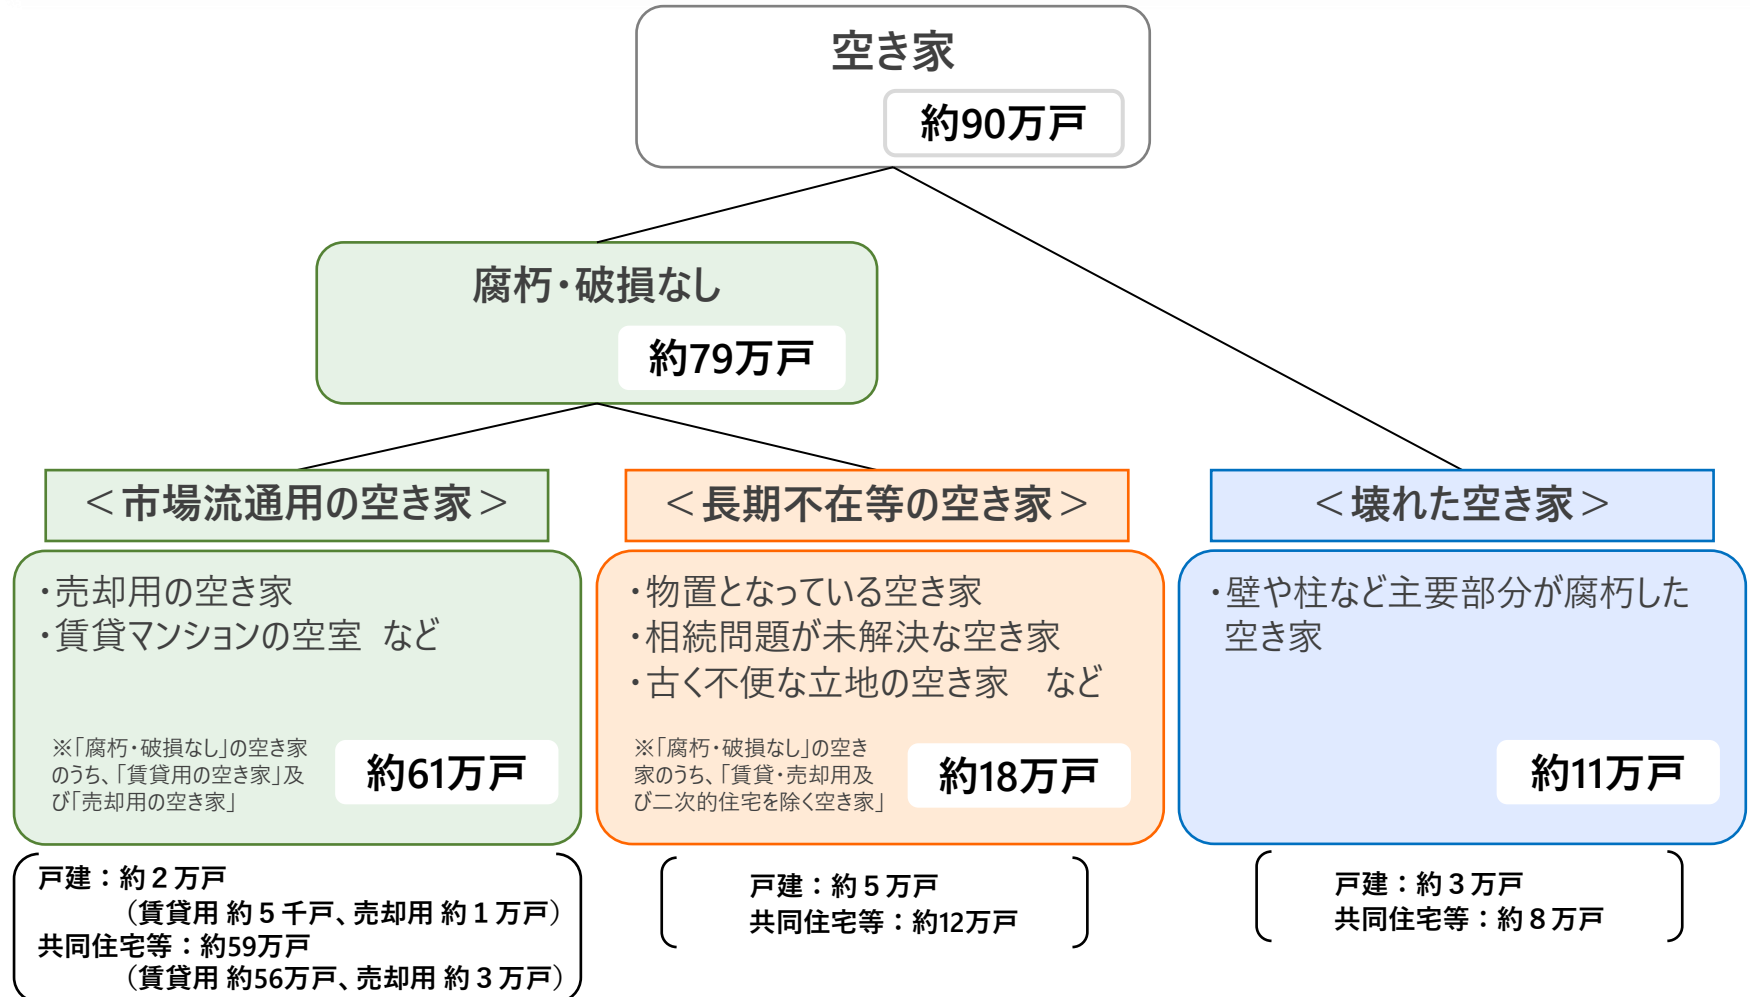 空き家
約90万戸
腐朽・破損なし
約79万戸
＜市場流通用の空き家＞
・売却用の空き家
・賃貸マンションの空室 など
※「腐朽・破損なし」の空き家
のうち、「賃貸用の空き家」及
び「売却用の空き家」
約61万戸
戸建：約２万戸
（賃貸用 約５千戸、売却用 約１万戸）
共同住宅等：約59万戸
（賃貸用 約56万戸、売却用 約３万戸）
＜長期不在等の空き家＞
・物置となっている空き家
・相続問題が未解決な空き家
・古く不便な立地の空き家　など
※「腐朽・破損なし」の空き
家のうち、「賃貸・売却用及
び二次的住宅を除く空き家」
約18万戸
戸建：約５万戸
共同住宅等：約12万戸
＜壊れた空き家＞
・壁や柱など主要部分が腐朽した
空き家
約11万戸
戸建：約３万戸
共同住宅等：約８万戸